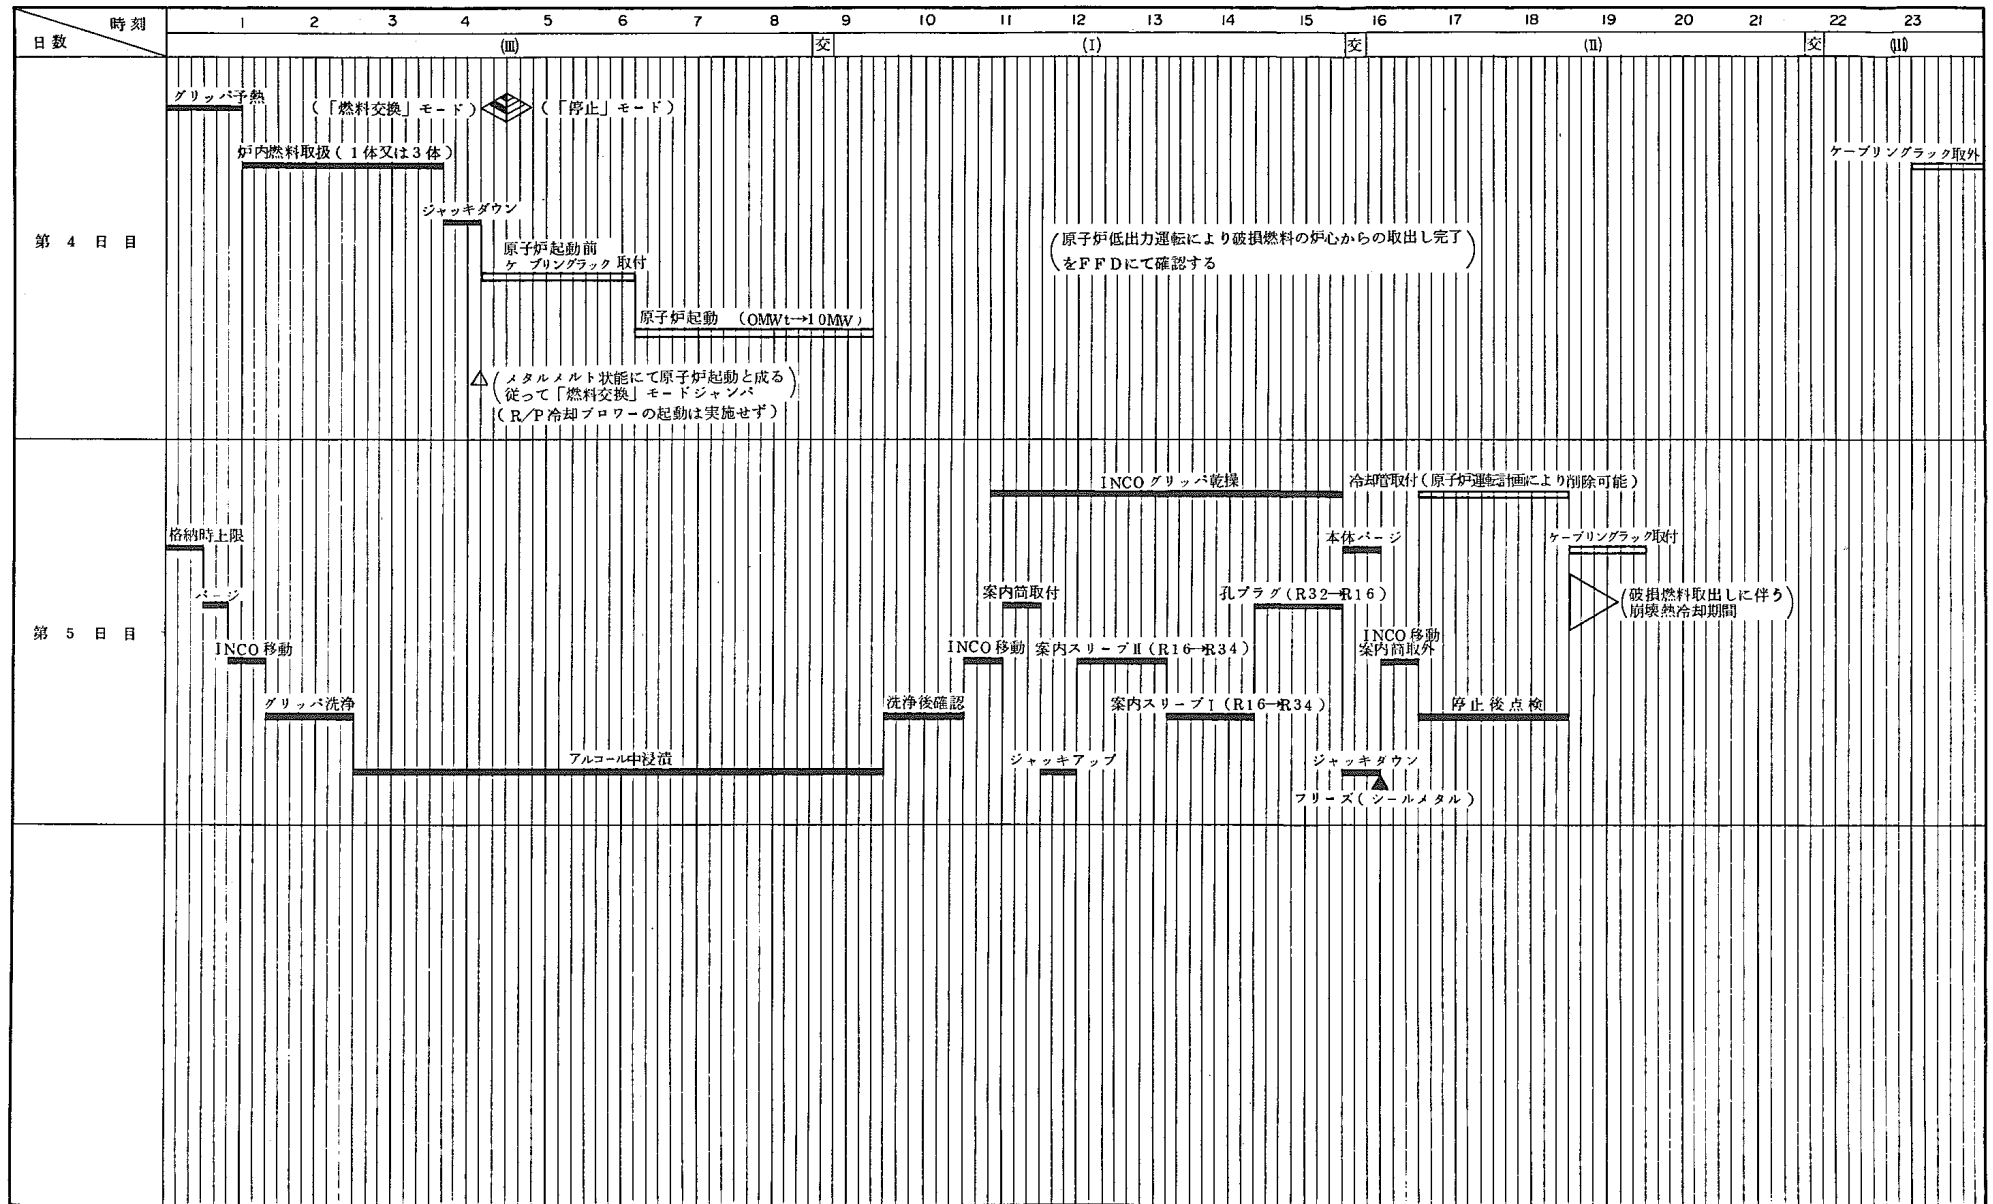 時刻
日数
1 2 3 4 5 6 7 8 9 10 11 12 13 14 15 16 17 18 19 20 21 22 23
(Ⅲ) 交 (Ⅰ) 交 (Ⅱ) 交 (Ⅲ)
第4日目
グリッパ予熱
(「燃料交換」モード) (「停止」モード)
炉内燃料取扱(1体又は3体)
ケーブリングラック取外
ジャッキダウン
原子炉起動前
ケーブリングラック取付
(原子炉低出力運転により破損燃料の炉心からの取出し完了
をFFDにて確認する)
原子炉起動 (OMWt→10MW)
△(メタルメルト状能にて原子炉起動と成る
従って「燃料交換」モードジャンパ)
(R/P冷却ブロワーの起動は実施せず)
第5日目
INCOグリッパ乾操
冷却管取付(原子炉運転計画により削除可能)
格納時上限
本体パージ
ケーブリングラック取付
パージ
案内筒取付
孔プラグ(R32→R16)
(破損燃料取出しに伴う
崩壊熱冷却期間)
INCO移動
INCO移動
案内スリーブⅡ(R16→R34)
INCO移動
案内筒取外
グリッパ洗浄
洗浄後確認
案内スリーブⅠ(R16→R34)
停止後点検
アルコール中浸漬
ジャッキアップ
ジャッキダウン
フリーズ(シールメタル)